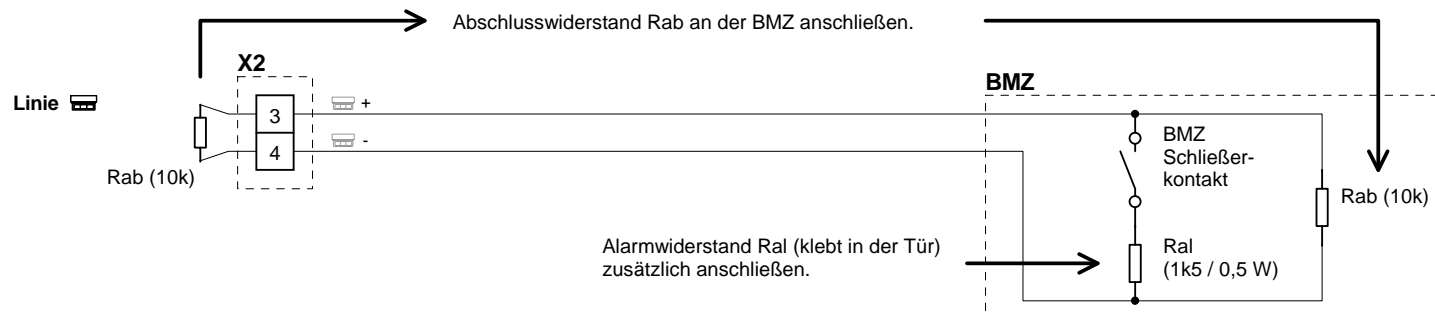 Abschlusswiderstand Rab an der BMZ anschließen.
X2
BMZ
Linie
3
+
4
-
Rab (10k)
BMZ
Schließer-
kontakt
Rab (10k)
Alarmwiderstand Ral (klebt in der Tür)
zusätzlich anschließen.
Ral
(1k5 / 0,5 W)